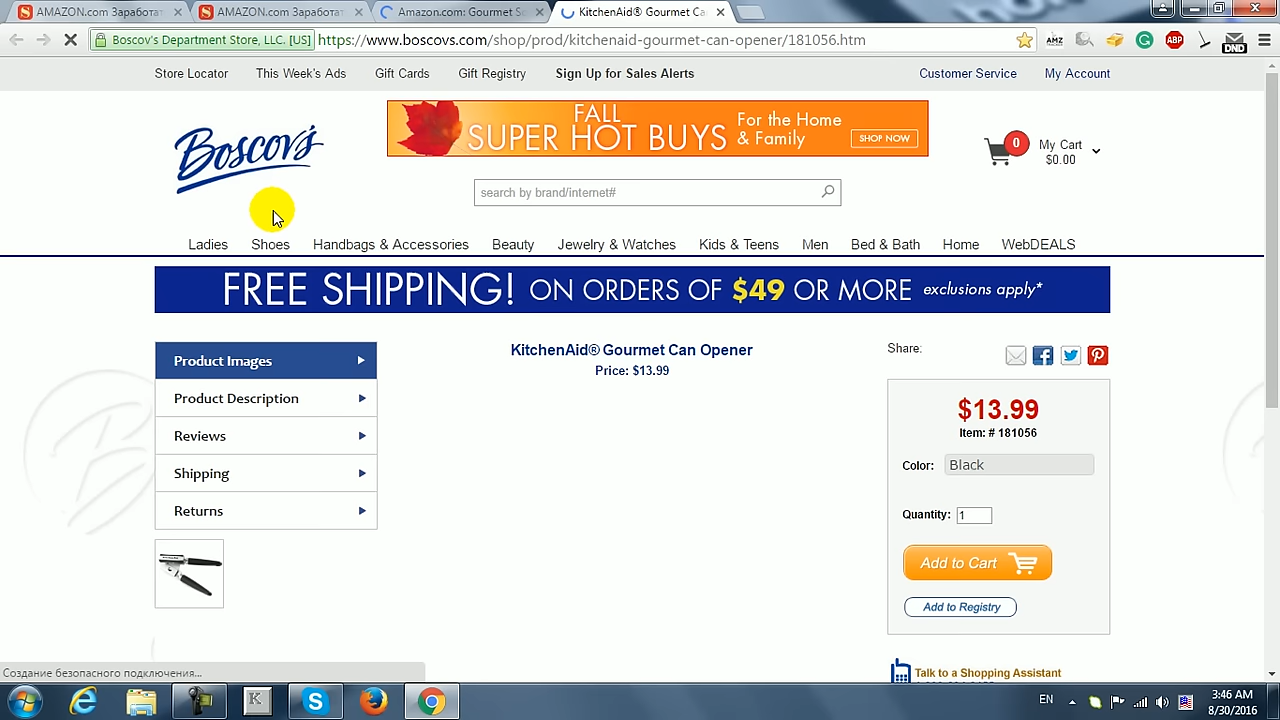 AMAZON.com Заработат
AMAZON.com Заработат
Amazon.com: Gourmet S
KitchenAid® Gourmet Ca
Boscov's Department Store, LLC. [US]
https://www.boscovs.com/shop/prod/kitchenaid-gourmet-can-opener/181056.htm
AMZ
ABP
DND
Store Locator
This Week's Ads
Gift Cards
Gift Registry
Sign Up for Sales Alerts
Customer Service
My Account
Boscov's
FALL
SUPER HOT BUYS
For the Home
& Family
SHOP NOW
0
My Cart
$0.00
search by brand/internet#
Ladies
Shoes
Handbags & Accessories
Beauty
Jewelry & Watches
Kids & Teens
Men
Bed & Bath
Home
WebDEALS
FREE SHIPPING! ON ORDERS OF $49 OR MORE exclusions apply*
Product Images
Product Description
Reviews
Shipping
Returns
KitchenAid® Gourmet Can Opener
Price: $13.99
Share:
$13.99
Item: # 181056
Color: Black
Quantity: 1
Add to Cart
Add to Registry
Talk to a Shopping Assistant
Создание безопасного подключения...
EN
3:46 AM
8/30/2016